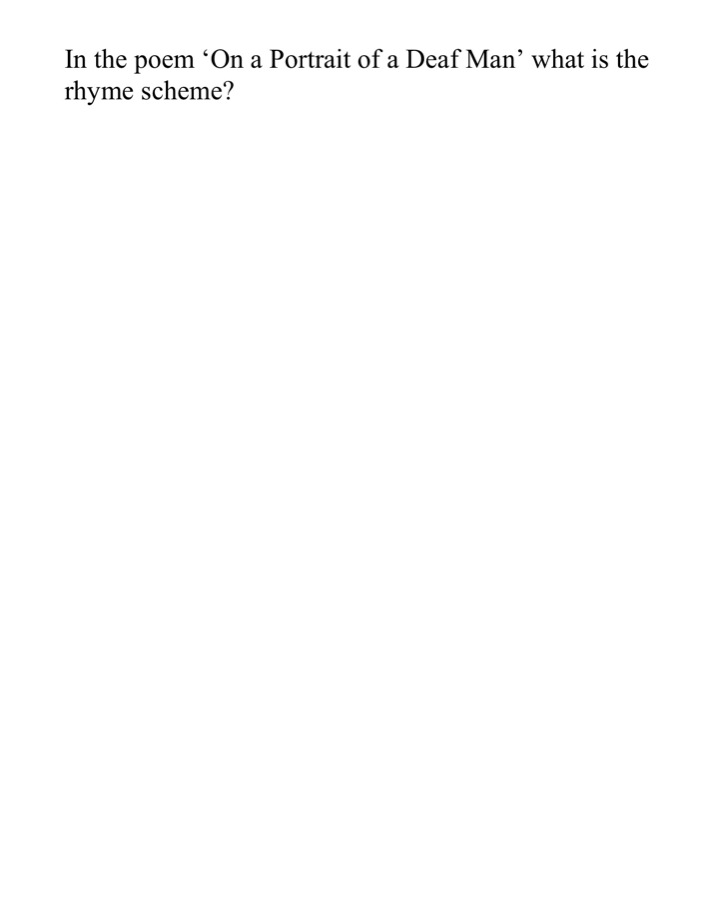 In the poem ‘On a Portrait of a Deaf Man’ what is the
rhyme scheme?